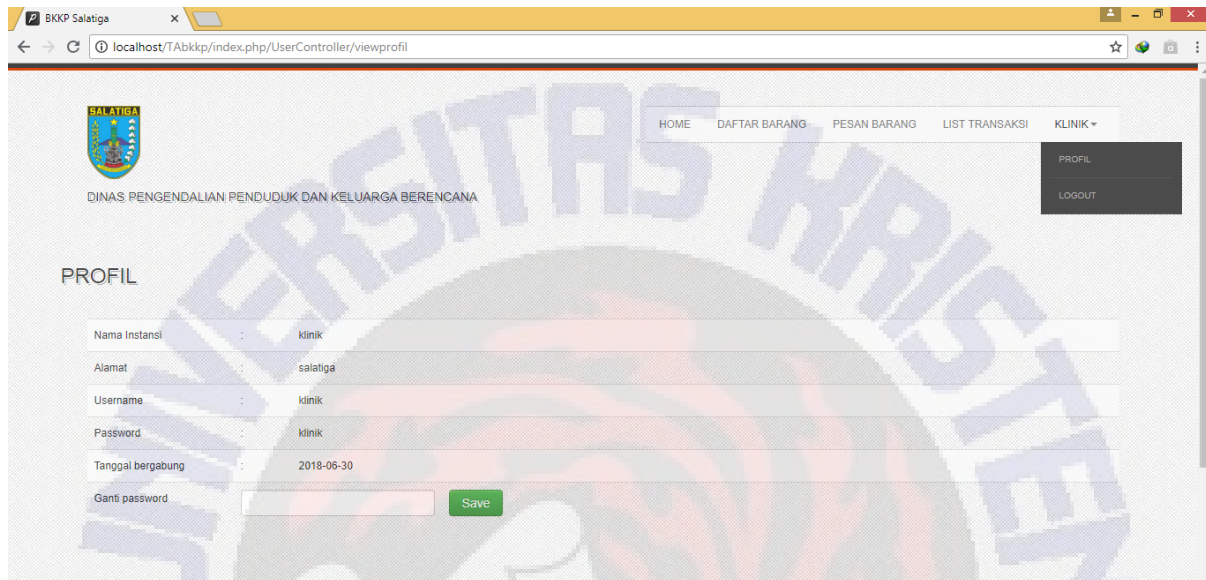 BKKP Salatiga
localhost/TAbkkp/index.php/UserController/viewprofil
SALATIGA
HOME DAFTAR BARANG PESAN BARANG LIST TRANSAKSI KLINIK
PROFIL
LOGOUT
DINAS PENGENDALIAN PENDUDUK DAN KELUARGA BERENCANA
PROFIL
Nama Instansi : klinik
Alamat : salatiga
Username : klinik
Password : klinik
Tanggal bergabung : 2018-06-30
Ganti password Save
UNIVERSITAS KRISTEN